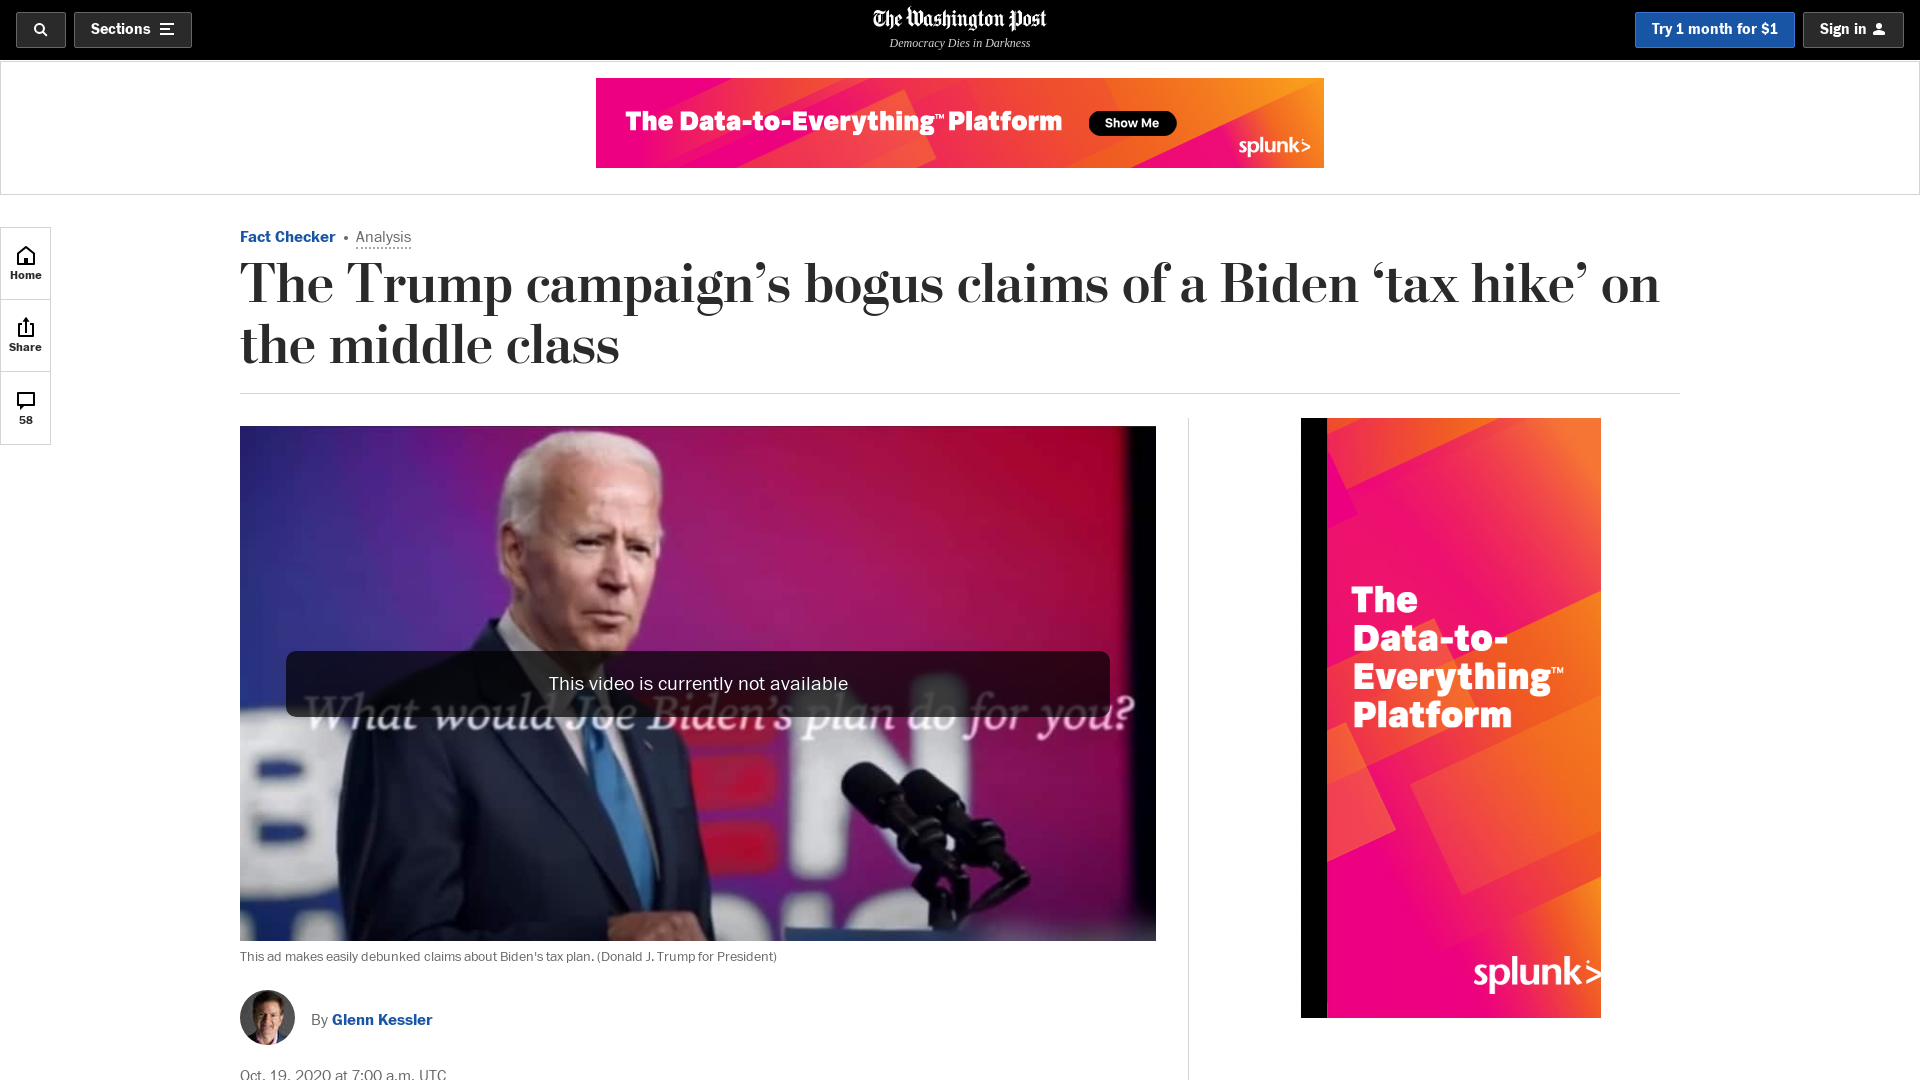 Sections
The Washington Post
Democracy Dies in Darkness
Try 1 month for $1
Sign in
The Data-to-Everything™ Platform
Show Me
splunk>
Home
Share
58
Fact Checker • Analysis
The Trump campaign’s bogus claims of a Biden ‘tax hike’ on
the middle class
This video is currently not available
What would Joe Biden's plan do for you?
This ad makes easily debunked claims about Biden's tax plan. (Donald J. Trump for President)
By Glenn Kessler
Oct. 19, 2020 at 7:00 a.m. UTC
The
Data-to-
Everything™
Platform
splunk>